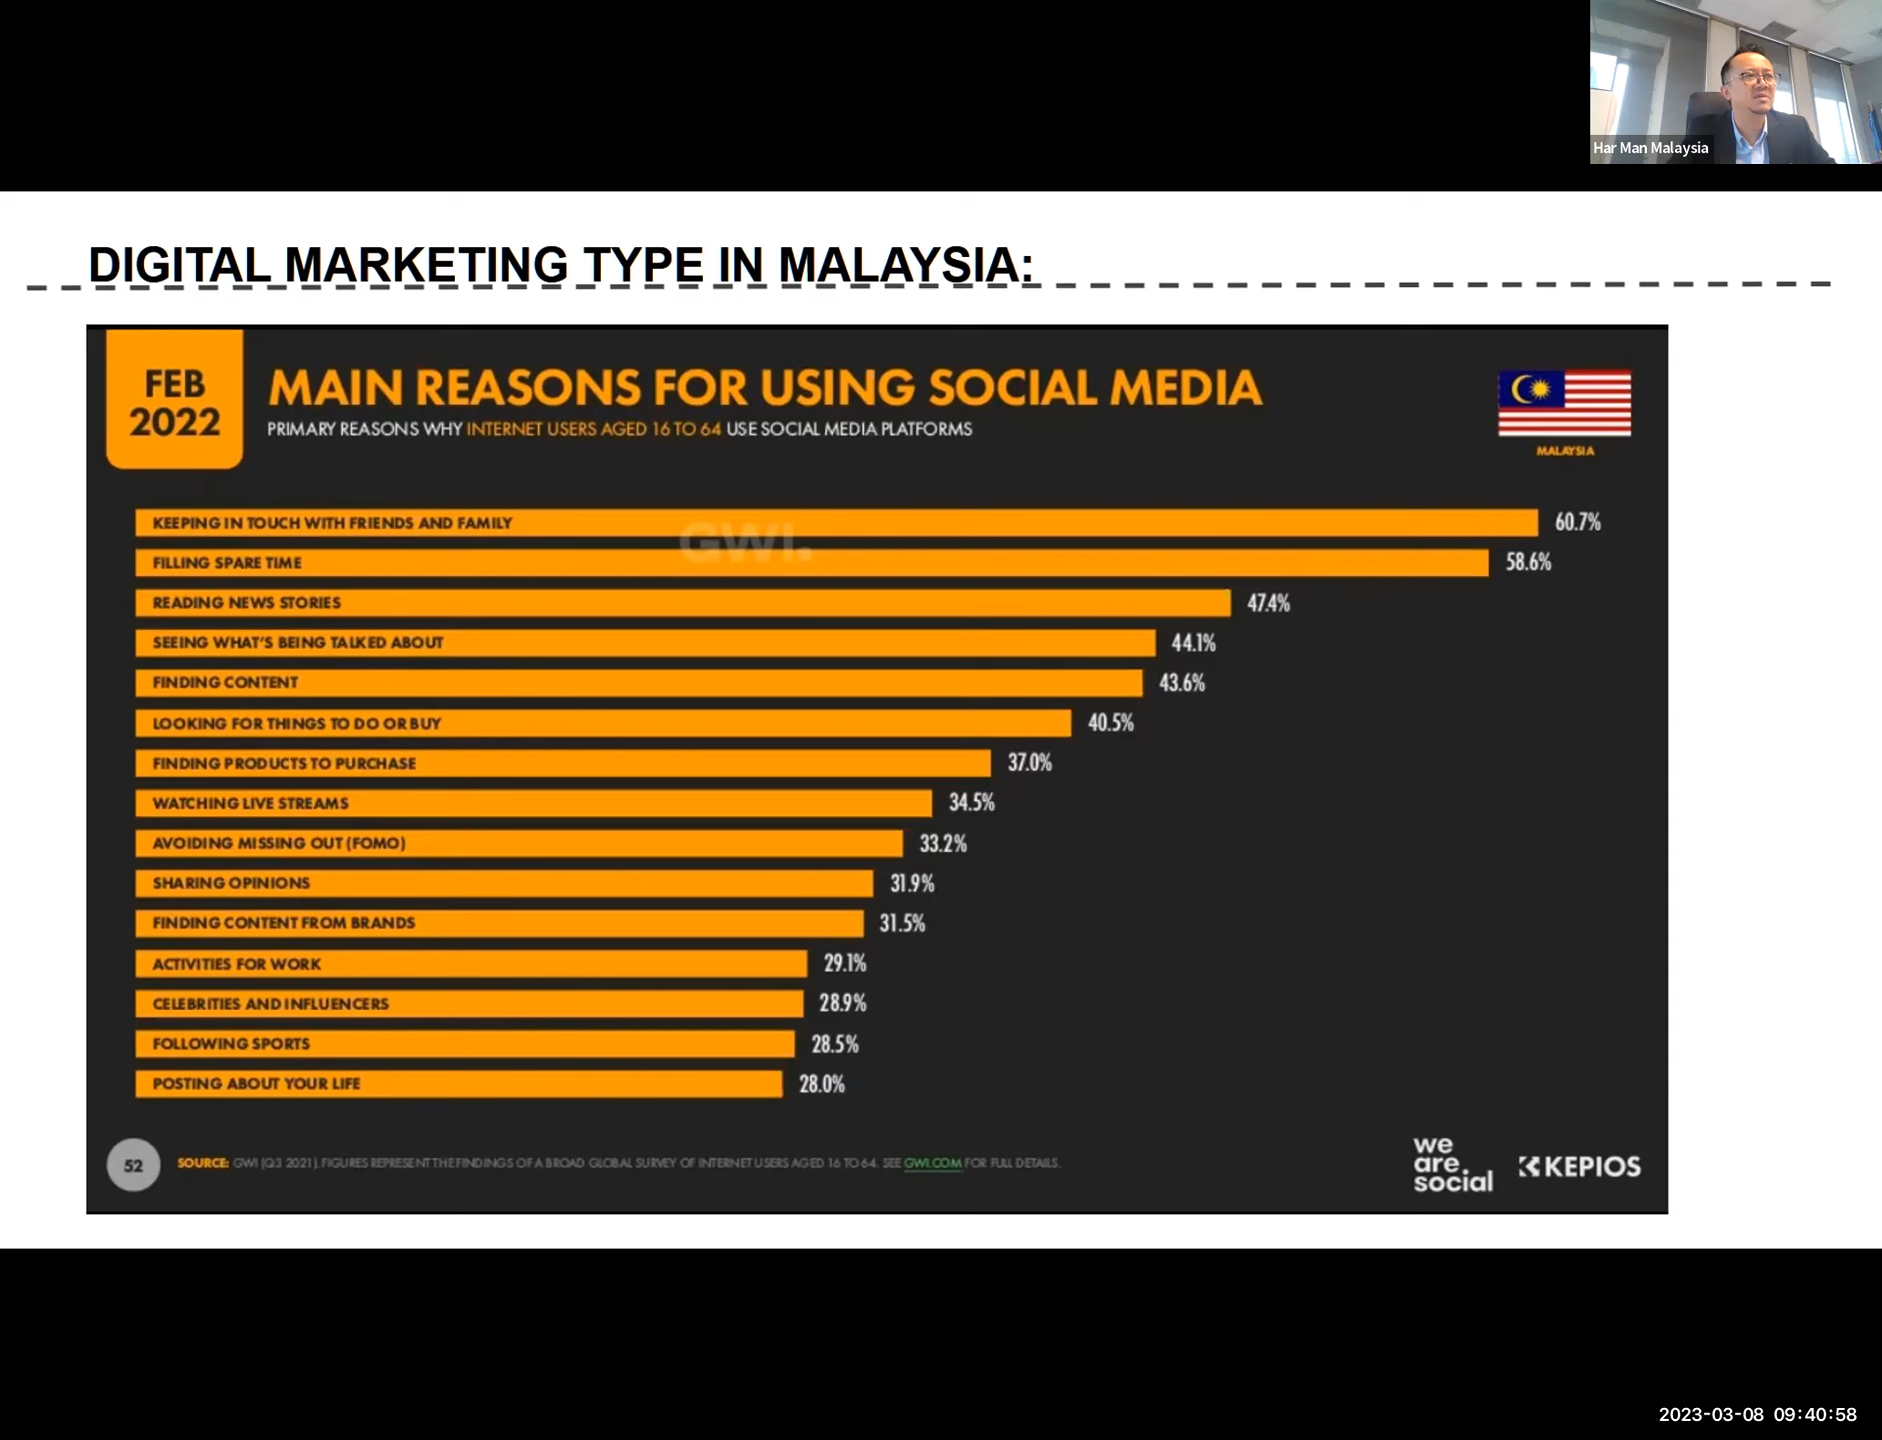 Har Man Malaysia
DIGITAL MARKETING TYPE IN MALAYSIA:
FEB
2022
MAIN REASONS FOR USING SOCIAL MEDIA
PRIMARY REASONS WHY INTERNET USERS AGED 16 TO 64 USE SOCIAL MEDIA PLATFORMS
MALAYSIA
GWI.
KEEPING IN TOUCH WITH FRIENDS AND FAMILY 60.7%
FILLING SPARE TIME 58.6%
READING NEWS STORIES 47.4%
SEEING WHAT'S BEING TALKED ABOUT 44.1%
FINDING CONTENT 43.6%
LOOKING FOR THINGS TO DO OR BUY 40.5%
FINDING PRODUCTS TO PURCHASE 37.0%
WATCHING LIVE STREAMS 34.5%
AVOIDING MISSING OUT (FOMO) 33.2%
SHARING OPINIONS 31.9%
FINDING CONTENT FROM BRANDS 31.5%
ACTIVITIES FOR WORK 29.1%
CELEBRITIES AND INFLUENCERS 28.9%
FOLLOWING SPORTS 28.5%
POSTING ABOUT YOUR LIFE 28.0%
52
SOURCE: GWI (Q3 2021). FIGURES REPRESENT THE FINDINGS OF A BROAD GLOBAL SURVEY OF INTERNET USERS AGED 16 TO 64. SEE GWI.COM FOR FULL DETAILS.
we
are
social
KEPIOS
2023-03-08 09:40:58